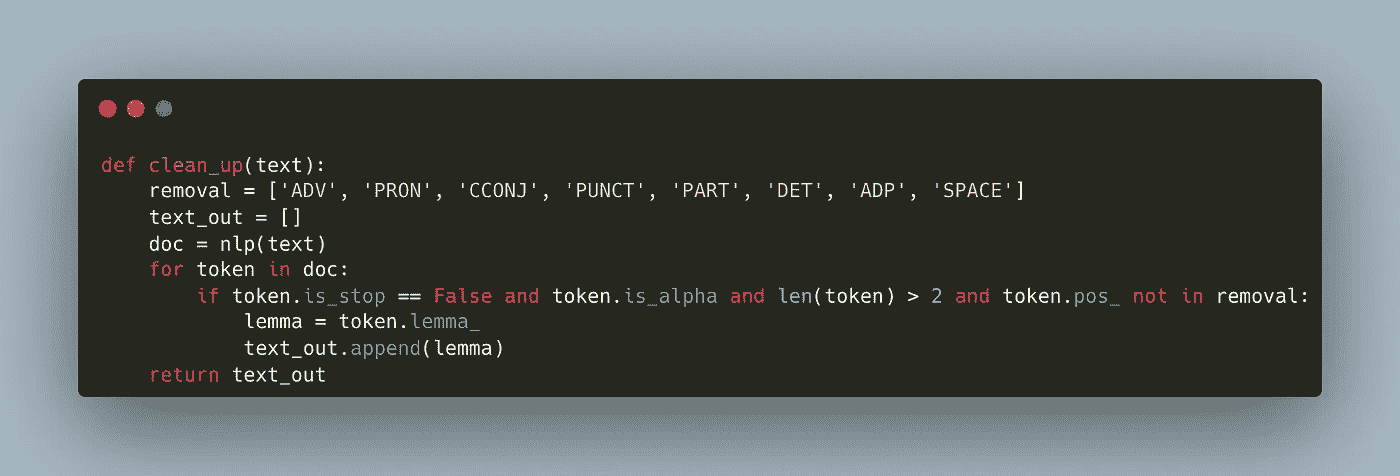 def clean_up(text):
    removal = ['ADV', 'PRON', 'CCONJ', 'PUNCT', 'PART', 'DET', 'ADP', 'SPACE']
    text_out = []
    doc = nlp(text)
    for token in doc:
        if token.is_stop == False and token.is_alpha and len(token) > 2 and token.pos_ not in removal:
            lemma = token.lemma_
            text_out.append(lemma)
    return text_out